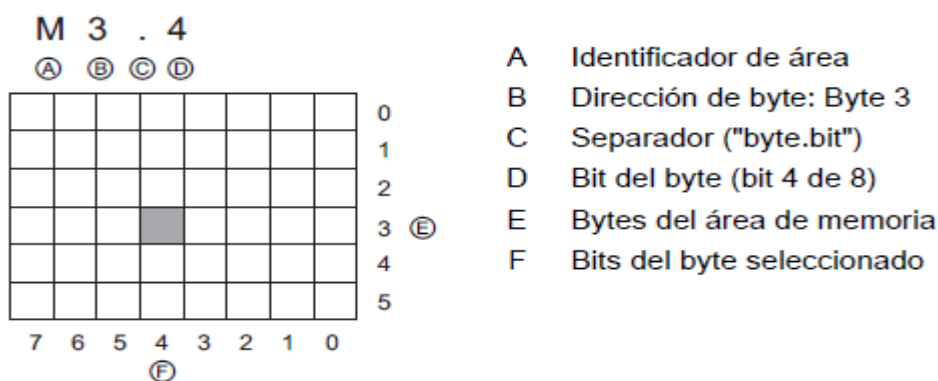 M 3 . 4
A B C D
0
1
2
3 E
4
5
7 6 5 4 3 2 1 0
F
A Identificador de área
B Dirección de byte: Byte 3
C Separador ("byte.bit")
D Bit del byte (bit 4 de 8)
E Bytes del área de memoria
F Bits del byte seleccionado